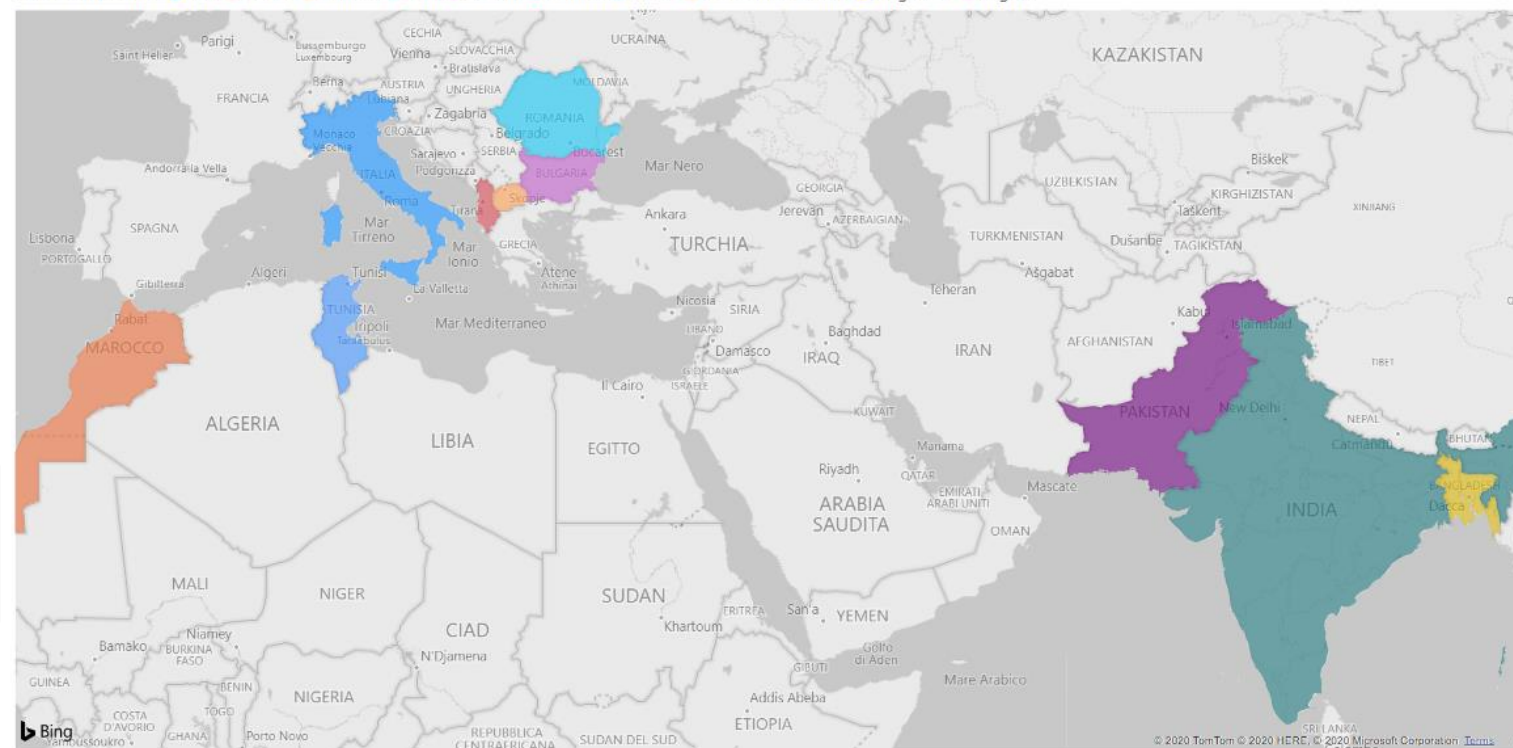 CECHIA
UCRAINA
KAZAKISTAN
Parigi
Saint Helier
Lussemburgo
Luxembourg
Vienna
SLOVACCHIA
Bratislava
Berna
AUSTRIA
UNGHERIA
MOLDAVIA
FRANCIA
Lubiana
Zagabria
ROMANIA
Monaco
Vecchia
CROAZIA
Belgrado
Sarajevo
SERBIA
Bucarest
Mar Nero
Biškek
Andorra la Vella
Podgorizza
ITALIA
BULGARIA
GEORGIA
UZBEKISTAN
KIRGHIZISTAN
Roma
Skopje
Tirana
Ankara
Jerevan
AZERBAIGIAN
Taškent
XINJIANG
Lisbona
PORTOGALLO
SPAGNA
Mar
Tirreno
Mar
Ionio
GRECIA
TURCHIA
TURKMENISTAN
Dušanbe
TAGIKISTAN
Gibilterra
Algeri
Tunisi
La Valletta
Atene
Athínai
Ašgabat
Teheran
Nicosia
SIRIA
Rabat
TUNISIA
Tripoli
Tarabulus
Mar Mediterraneo
LIBANO
Baghdad
Islamabad
MAROCCO
Damasco
IRAQ
IRAN
AFGHANISTAN
TIBET
GIORDANIA
Il Cairo
ISRAELE
ALGERIA
LIBIA
EGITTO
KUWAIT
PAKISTAN
New Delhi
NEPAL
Catmandu
BHUTAN
Manama
Riyadh
QATAR
EMIRATI
ARABI UNITI
Mascate
BANGLADESH
Dacca
ARABIA
SAUDITA
OMAN
INDIA
MALI
NIGER
SUDAN
ERITREA
San'a
YEMEN
CIAD
Khartoum
Bamako
Niamey
BURKINA
FASO
N'Djamena
Golfo
di Aden
GIBUTI
GUINEA
BENIN
NIGERIA
Addis Abeba
Mare Arabico
COSTA
D'AVORIO
TOGO
GHANA
Porto Novo
ETIOPIA
SRI LANKA
Bing
Yamoussoukro
REPUBBLICA
CENTRAFRICANA
SUDAN DEL SUD
© 2020 TomTom © 2020 HERE, © 2020 Microsoft Corporation Terms